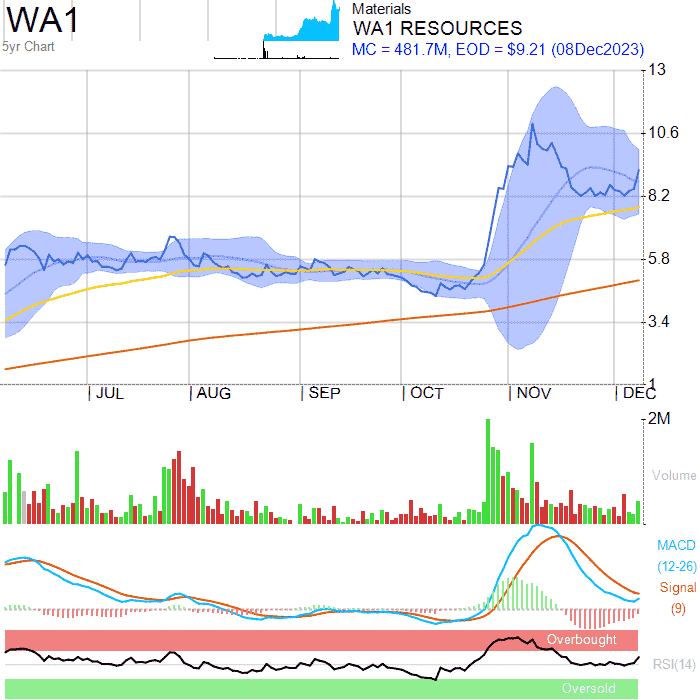 WA1
5yr Chart
Materials
WA1 RESOURCES
MC = 481.7M, EOD = $9.21 (08Dec2023)
13
10.6
8.2
5.8
3.4
1
JUL AUG SEP OCT NOV DEC
2M
Volume
MACD
(12-26)
Signal
(9)
Overbought
RSI(14)
Oversold